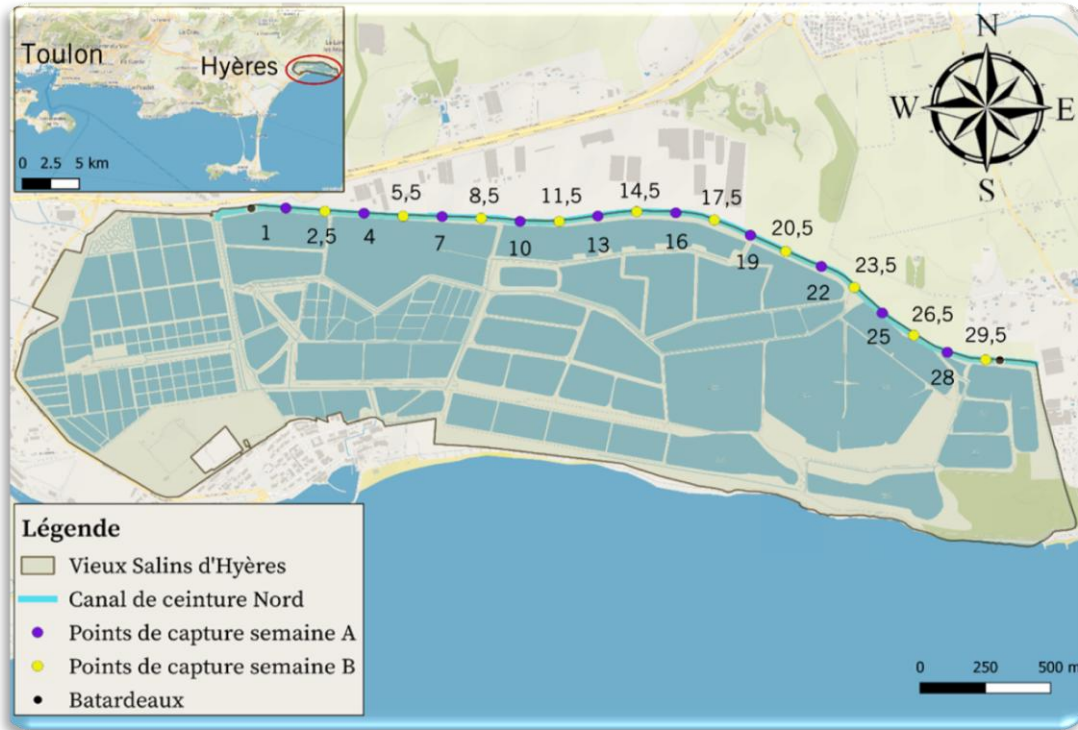 Toulon
Hyères
0 2.5 5 km
N
W E
S
5,5 8,5 11,5 14,5 17,5
20,5
23,5
26,5
29,5
1 2,5 4 7 10 13 16
19
22
25
28
Légende
Vieux Salins d'Hyères
Canal de ceinture Nord
Points de capture semaine A
Points de capture semaine B
Batardeaux
0 250 500 m